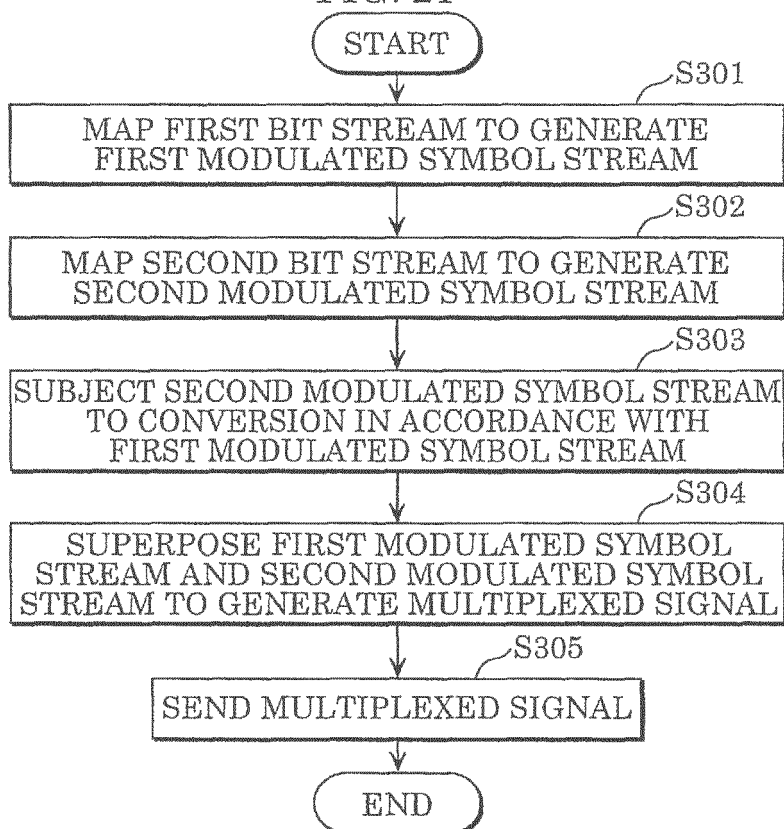 START
S301
MAP FIRST BIT STREAM TO GENERATE
FIRST MODULATED SYMBOL STREAM
S302
MAP SECOND BIT STREAM TO GENERATE
SECOND MODULATED SYMBOL STREAM
S303
SUBJECT SECOND MODULATED SYMBOL STREAM
TO CONVERSION IN ACCORDANCE WITH
FIRST MODULATED SYMBOL STREAM
S304
SUPERPOSE FIRST MODULATED SYMBOL
STREAM AND SECOND MODULATED SYMBOL
STREAM TO GENERATE MULTIPLEXED SIGNAL
S305
SEND MULTIPLEXED SIGNAL
END